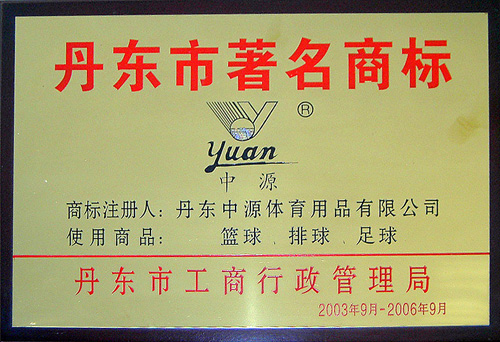 丹东市著名商标
®
yuan
中源
商标注册人：丹东中源体育用品有限公司
使用商品： 篮球、排球、足球
丹东市工商行政管理局
2003年9月-2006年9月